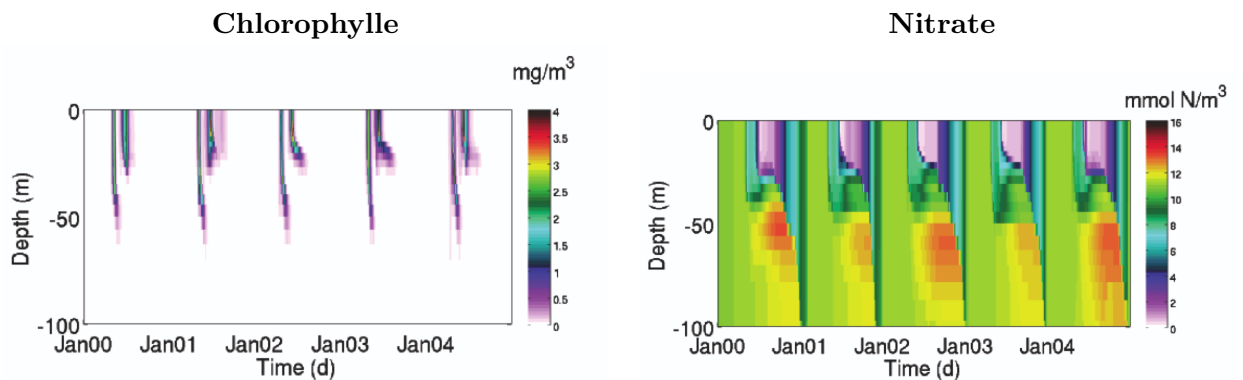 Chlorophylle
mg/m³
0
-50
-100
Depth (m)
Jan00 Jan01 Jan02 Jan03 Jan04
Time (d)
4
3.5
3
2.5
2
1.5
1
0.5
0
Nitrate
mmol N/m³
0
-50
-100
Depth (m)
Jan00 Jan01 Jan02 Jan03 Jan04
Time (d)
16
14
12
10
8
6
4
2
0